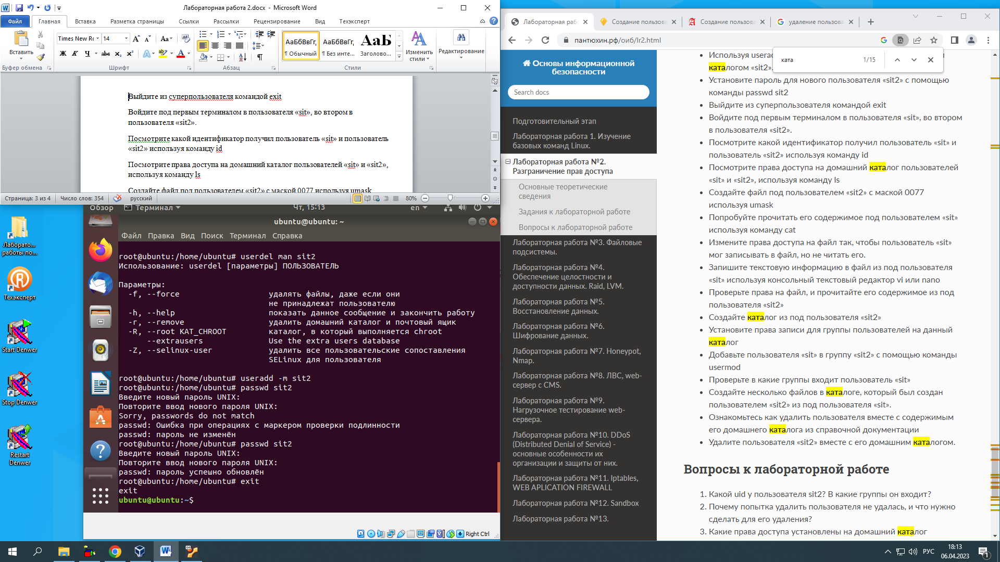 Лабораторная работа 2.docx - Microsoft Word
Файл Главная Вставка Разметка страницы Ссылки Рассылки Рецензирование Вид Техэксперт
Вставить
Times New Ro 14
АаБбВвГг, АаБбВвГг, АаБ
¶ Обычный ¶ Без инте... Заголово...
Изменить стили
Редактирование
Буфер обмена Шрифт Абзац Стили
Выйдите из суперпользователя командой exit
Войдите под первым терминалом в пользователя «sit», во втором в
пользователя «sit2».
Посмотрите какой идентификатор получил пользователь «sit» и пользователь
«sit2» используя команду id
Посмотрите права доступа на домашний каталог пользователей «sit» и «sit2»,
используя команду ls
Создайте файл под пользователем «sit2» с маской 0077 используя umask
Страница: 3 из 4 Число слов: 354 русский 80%
Лаборато...
работы по...
Техэксперт
Start Denwer
Stop Denwer
Restart
Denwer
Обзор Терминал Чт, 15:13 en
ubuntu@ubuntu: ~
Файл Правка Вид Поиск Терминал Справка
root@ubuntu:/home/ubuntu# userdel man sit2
Использование: userdel [параметры] ПОЛЬЗОВАТЕЛЬ
Параметры:
-f, --force удалять файлы, даже если они
не принадлежат пользователю
-h, --help показать данное сообщение и закончить работу
-r, --remove удалить домашний каталог и почтовый ящик
-R, --root KAT_CHROOT каталог, в который выполняется chroot
--extrausers Use the extra users database
-Z, --selinux-user удалить все пользовательские сопоставления
SELinux для пользователя
root@ubuntu:/home/ubuntu# useradd -m sit2
root@ubuntu:/home/ubuntu# passwd sit2
Введите новый пароль UNIX:
Повторите ввод нового пароля UNIX:
Sorry, passwords do not match
passwd: Ошибка при операциях с маркером проверки подлинности
passwd: пароль не изменён
root@ubuntu:/home/ubuntu# passwd sit2
Введите новый пароль UNIX:
Повторите ввод нового пароля UNIX:
passwd: пароль успешно обновлён
root@ubuntu:/home/ubuntu# exit
exit
ubuntu@ubuntu:~$
Right Ctrl
Лабораторная раб Создание пользова Создание пользова удаление пользова
пантюхин.рф/оиб/lr2.html
ката 1/15
Основы информационной
безопасности
Search docs
Подготовительный этап
Лабораторная работа 1. Изучение
базовых команд Linux.
Лабораторная работа №2.
Разграничение прав доступа
Основные теоретические
сведения
Задания к лабораторной работе
Вопросы к лабораторной работе
Лабораторная работа №3. Файловые
подсистемы.
Лабораторная работа №4.
Обеспечение целостности и
доступности данных. Raid, LVM.
Лабораторная работа №5.
Восстановление данных.
Лабораторная работа №6.
Шифрование данных.
Лабораторная работа №7. Honeypot,
Nmap.
Лабораторная работа №8. ЛВС, web-
сервер с CMS.
Лабораторная работа №9.
Нагрузочное тестирование web-
сервера.
Лабораторная работа №10. DDoS
(Distributed Denial of Service) -
основные особенности их
организации и защиты от них.
Лабораторная работа №11. Iptables,
WEB APLICATION FIREWALL
Лабораторная работа №12. Sandbox
Лабораторная работа №13.
Используя userad
каталогом «sit2».
Установите пароль для нового пользователя «sit2» с помощью
команды passwd sit2
Выйдите из суперпользователя командой exit
Войдите под первым терминалом в пользователя «sit», во втором
в пользователя «sit2».
Посмотрите какой идентификатор получил пользователь «sit» и
пользователь «sit2» используя команду id
Посмотрите права доступа на домашний каталог пользователей
«sit» и «sit2», используя команду ls
Создайте файл под пользователем «sit2» с маской 0077
используя umask
Попробуйте прочитать его содержимое под пользователем «sit»
используя команду cat
Измените права доступа на файл так, чтобы пользователь «sit»
мог записывать в файл, но не читать его.
Запишите текстовую информацию в файл из под пользователя
«sit» используя консольный текстовый редактор vi или nano
Проверьте права на файл, и прочитайте его содержимое из под
пользователя «sit2»
Создайте каталог из под пользователя «sit2»
Установите права записи для группы пользователей на данный
каталог
Добавьте пользователя «sit» в группу «sit2» с помощью команды
usermod
Проверьте в какие группы входит пользователь «sit»
Создайте несколько файлов в каталоге, который был создан
пользователем «sit2» из под пользователя «sit».
Ознакомьтесь как удалить пользователя вместе с содержимым
его домашнего каталога из справочной документации
Удалите пользователя «sit2» вместе с его домашним каталогом.
Вопросы к лабораторной работе
1. Какой uid у пользователя sit2? В какие группы он входит?
2. Почему попытка удалить пользователя не удалась, и что нужно
сделать для его удаления?
3. Какие права доступа установлены на домашний каталог
РУС 18:13
06.04.2023
1